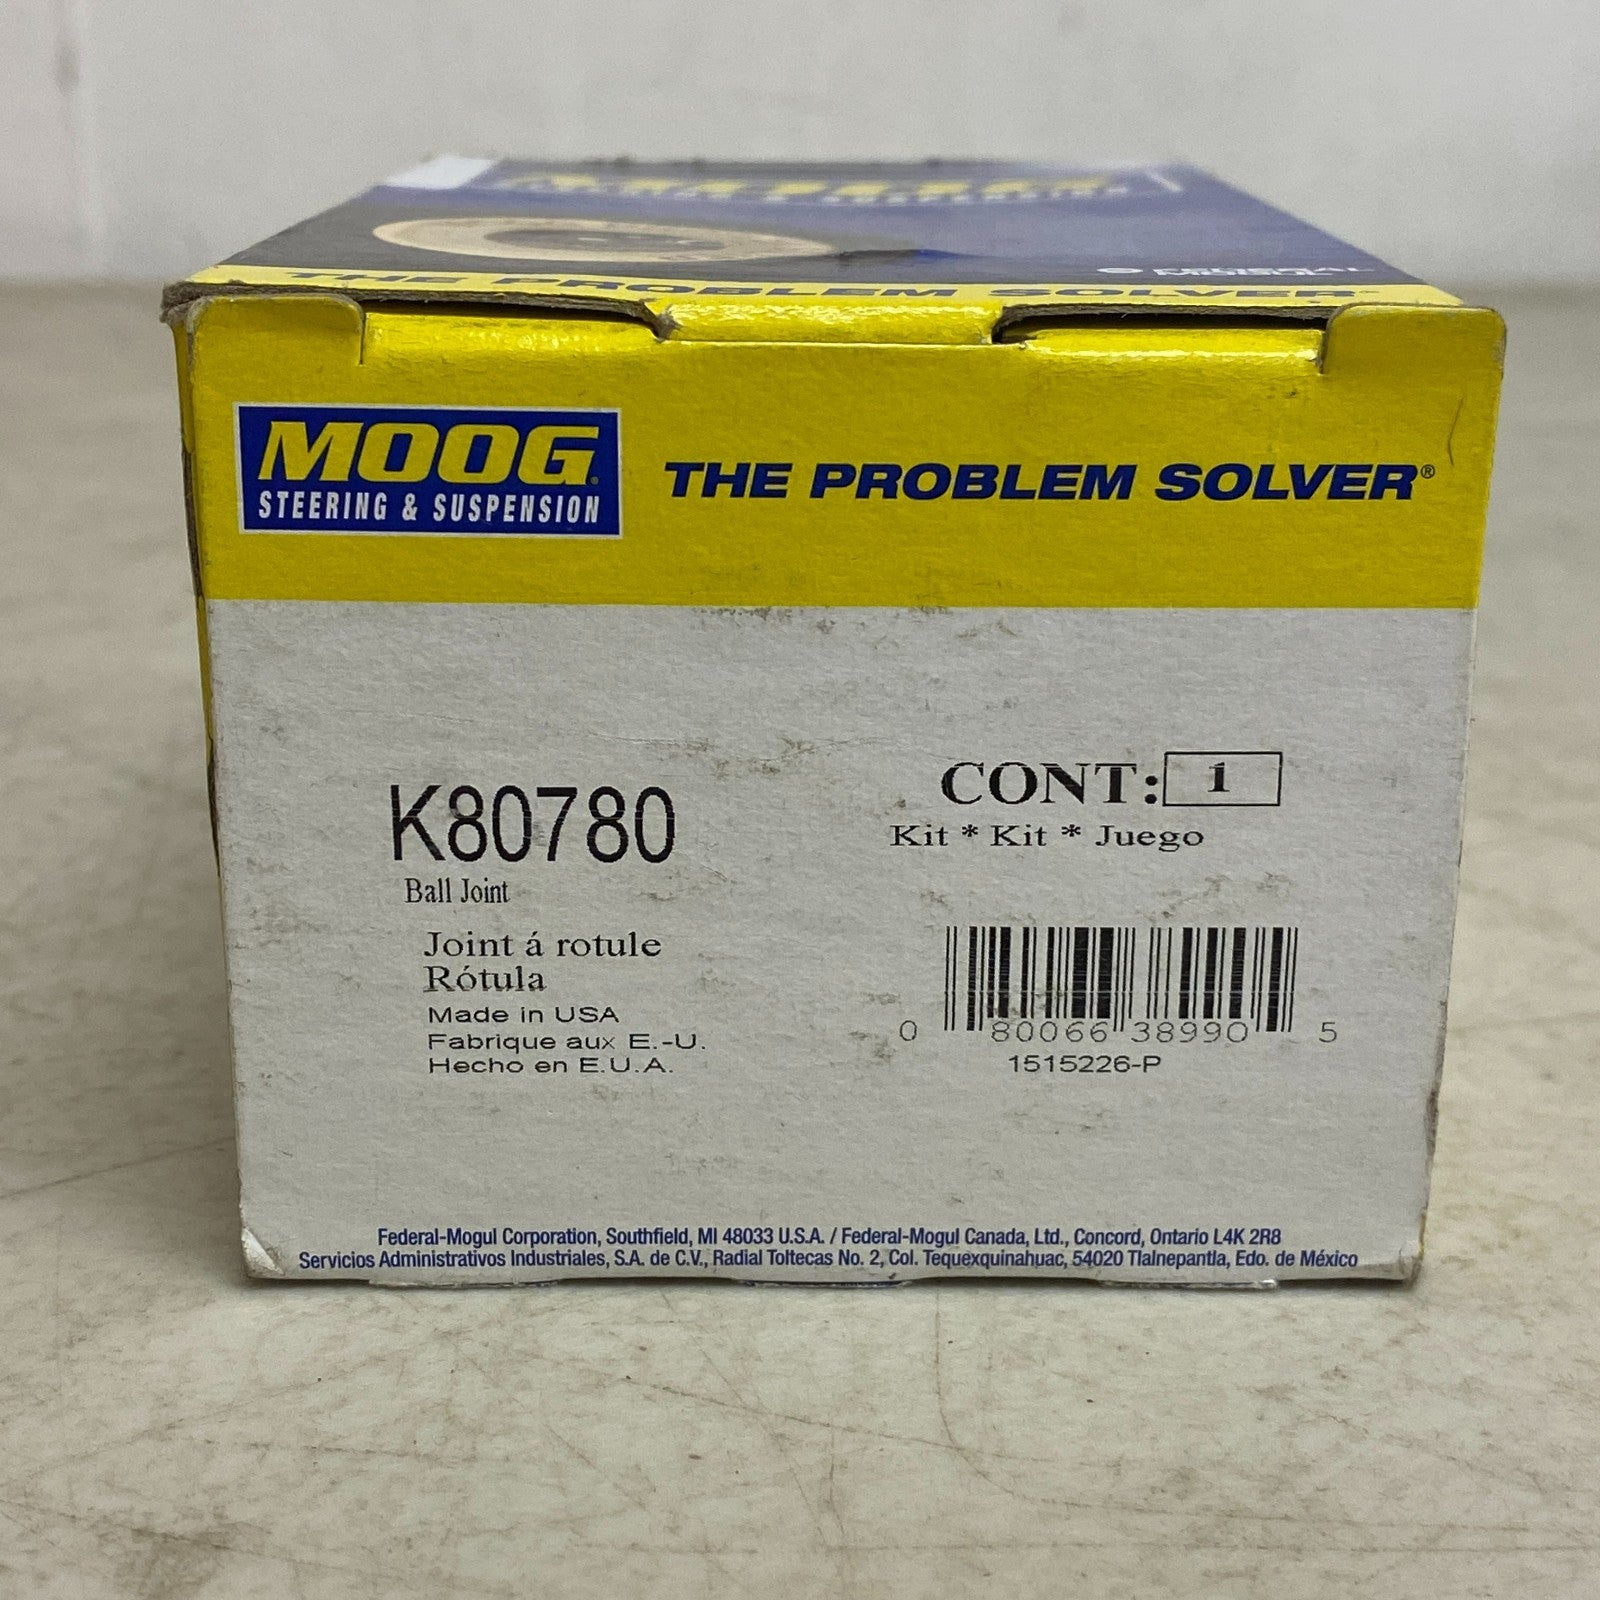 THE PROBLEM SOLVER
MOOG
STEERING & SUSPENSION
THE PROBLEM SOLVER®
K80780
Ball Joint
Joint á rotule
Rótula
Made in USA
Fabrique aux E.-U.
Hecho en E.U.A.
CONT: 1
Kit * Kit * Juego
0 80066 38990 5
1515226-P
Federal-Mogul Corporation, Southfield, MI 48033 U.S.A. / Federal-Mogul Canada, Ltd., Concord, Ontario L4K 2R8
Servicios Administrativos Industriales, S.A. de C.V., Radial Toltecas No. 2, Col. Tequexquinahuac, 54020 Tlalnepantla, Edo. de México